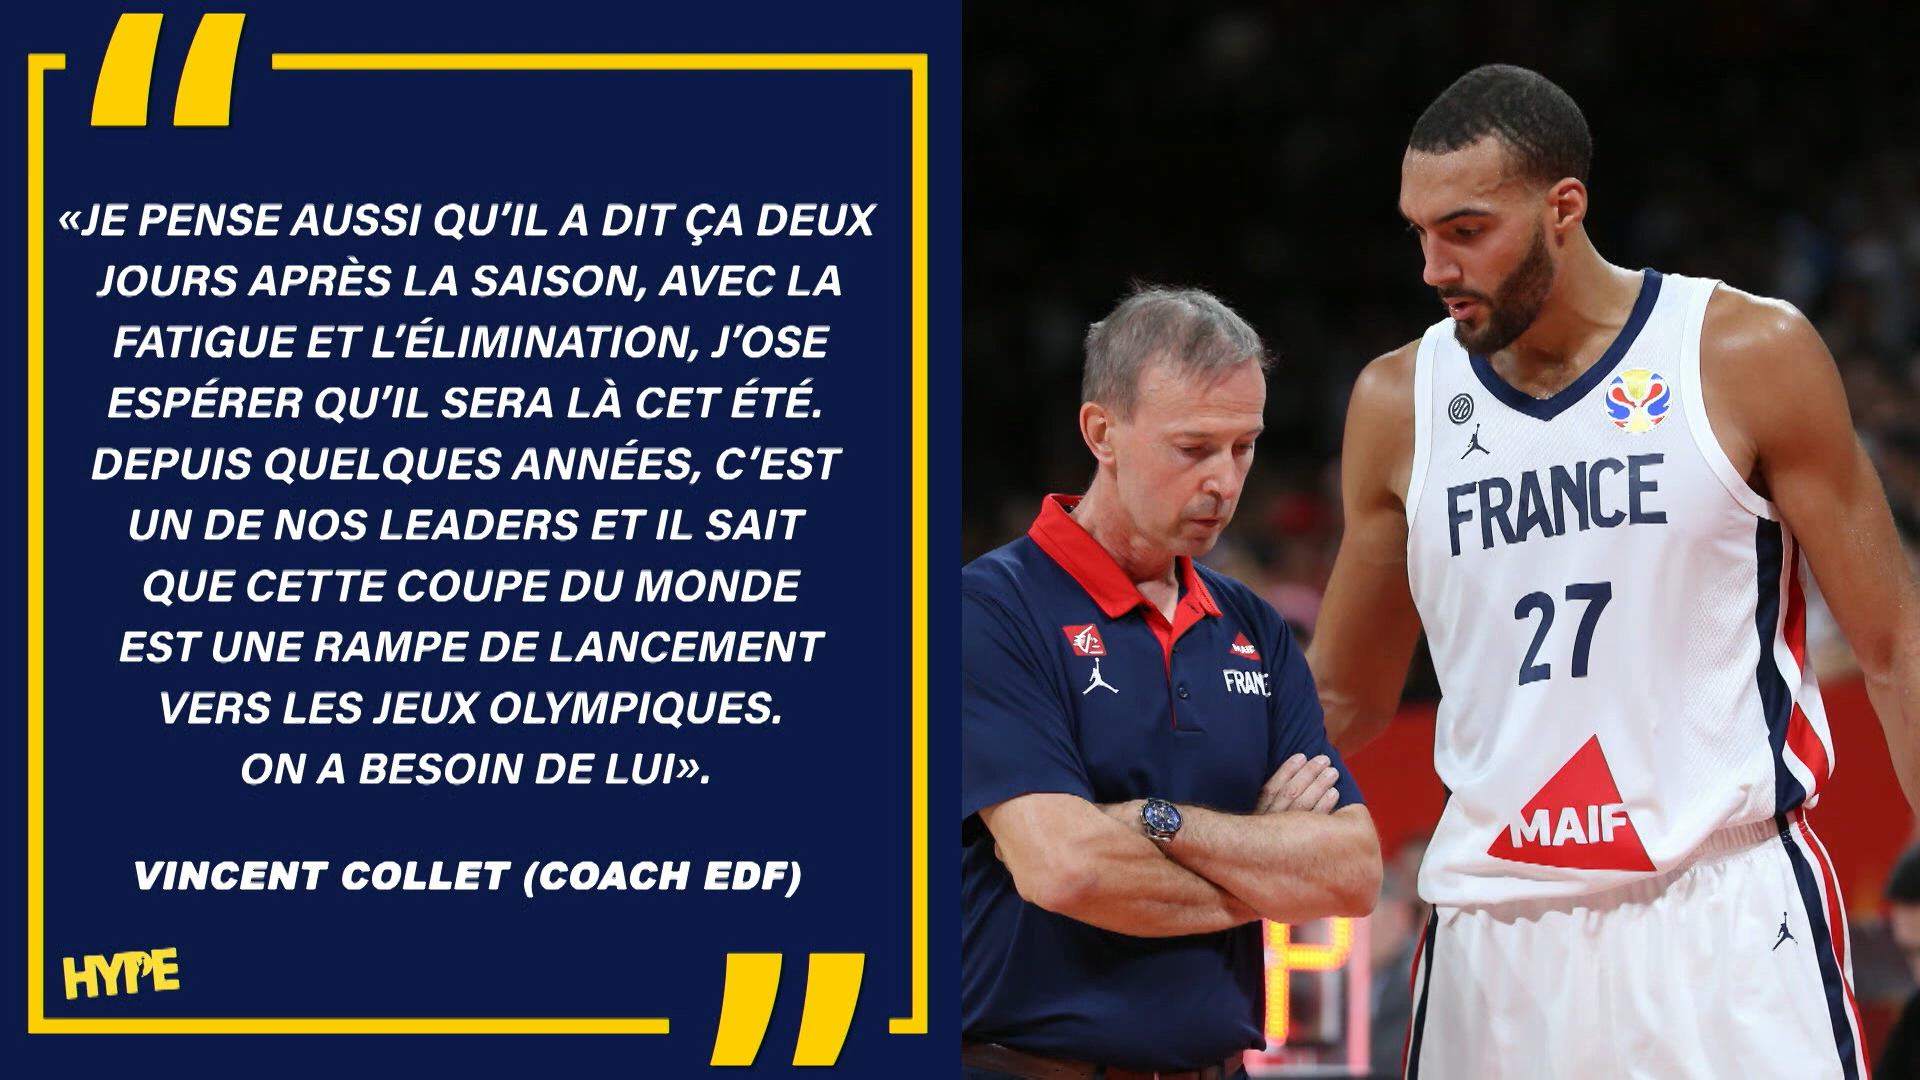 «JE PENSE AUSSI QU'IL A DIT ÇA DEUX
JOURS APRÈS LA SAISON, AVEC LA
FATIGUE ET L'ÉLIMINATION, J'OSE
ESPÉRER QU'IL SERA LÀ CET ÉTÉ.
DEPUIS QUELQUES ANNÉES, C'EST
UN DE NOS LEADERS ET IL SAIT
QUE CETTE COUPE DU MONDE
EST UNE RAMPE DE LANCEMENT
VERS LES JEUX OLYMPIQUES.
ON A BESOIN DE LUI».
VINCENT COLLET (COACH EDF)
HYPE
MAIF
FRANCE
27
MAIF
P